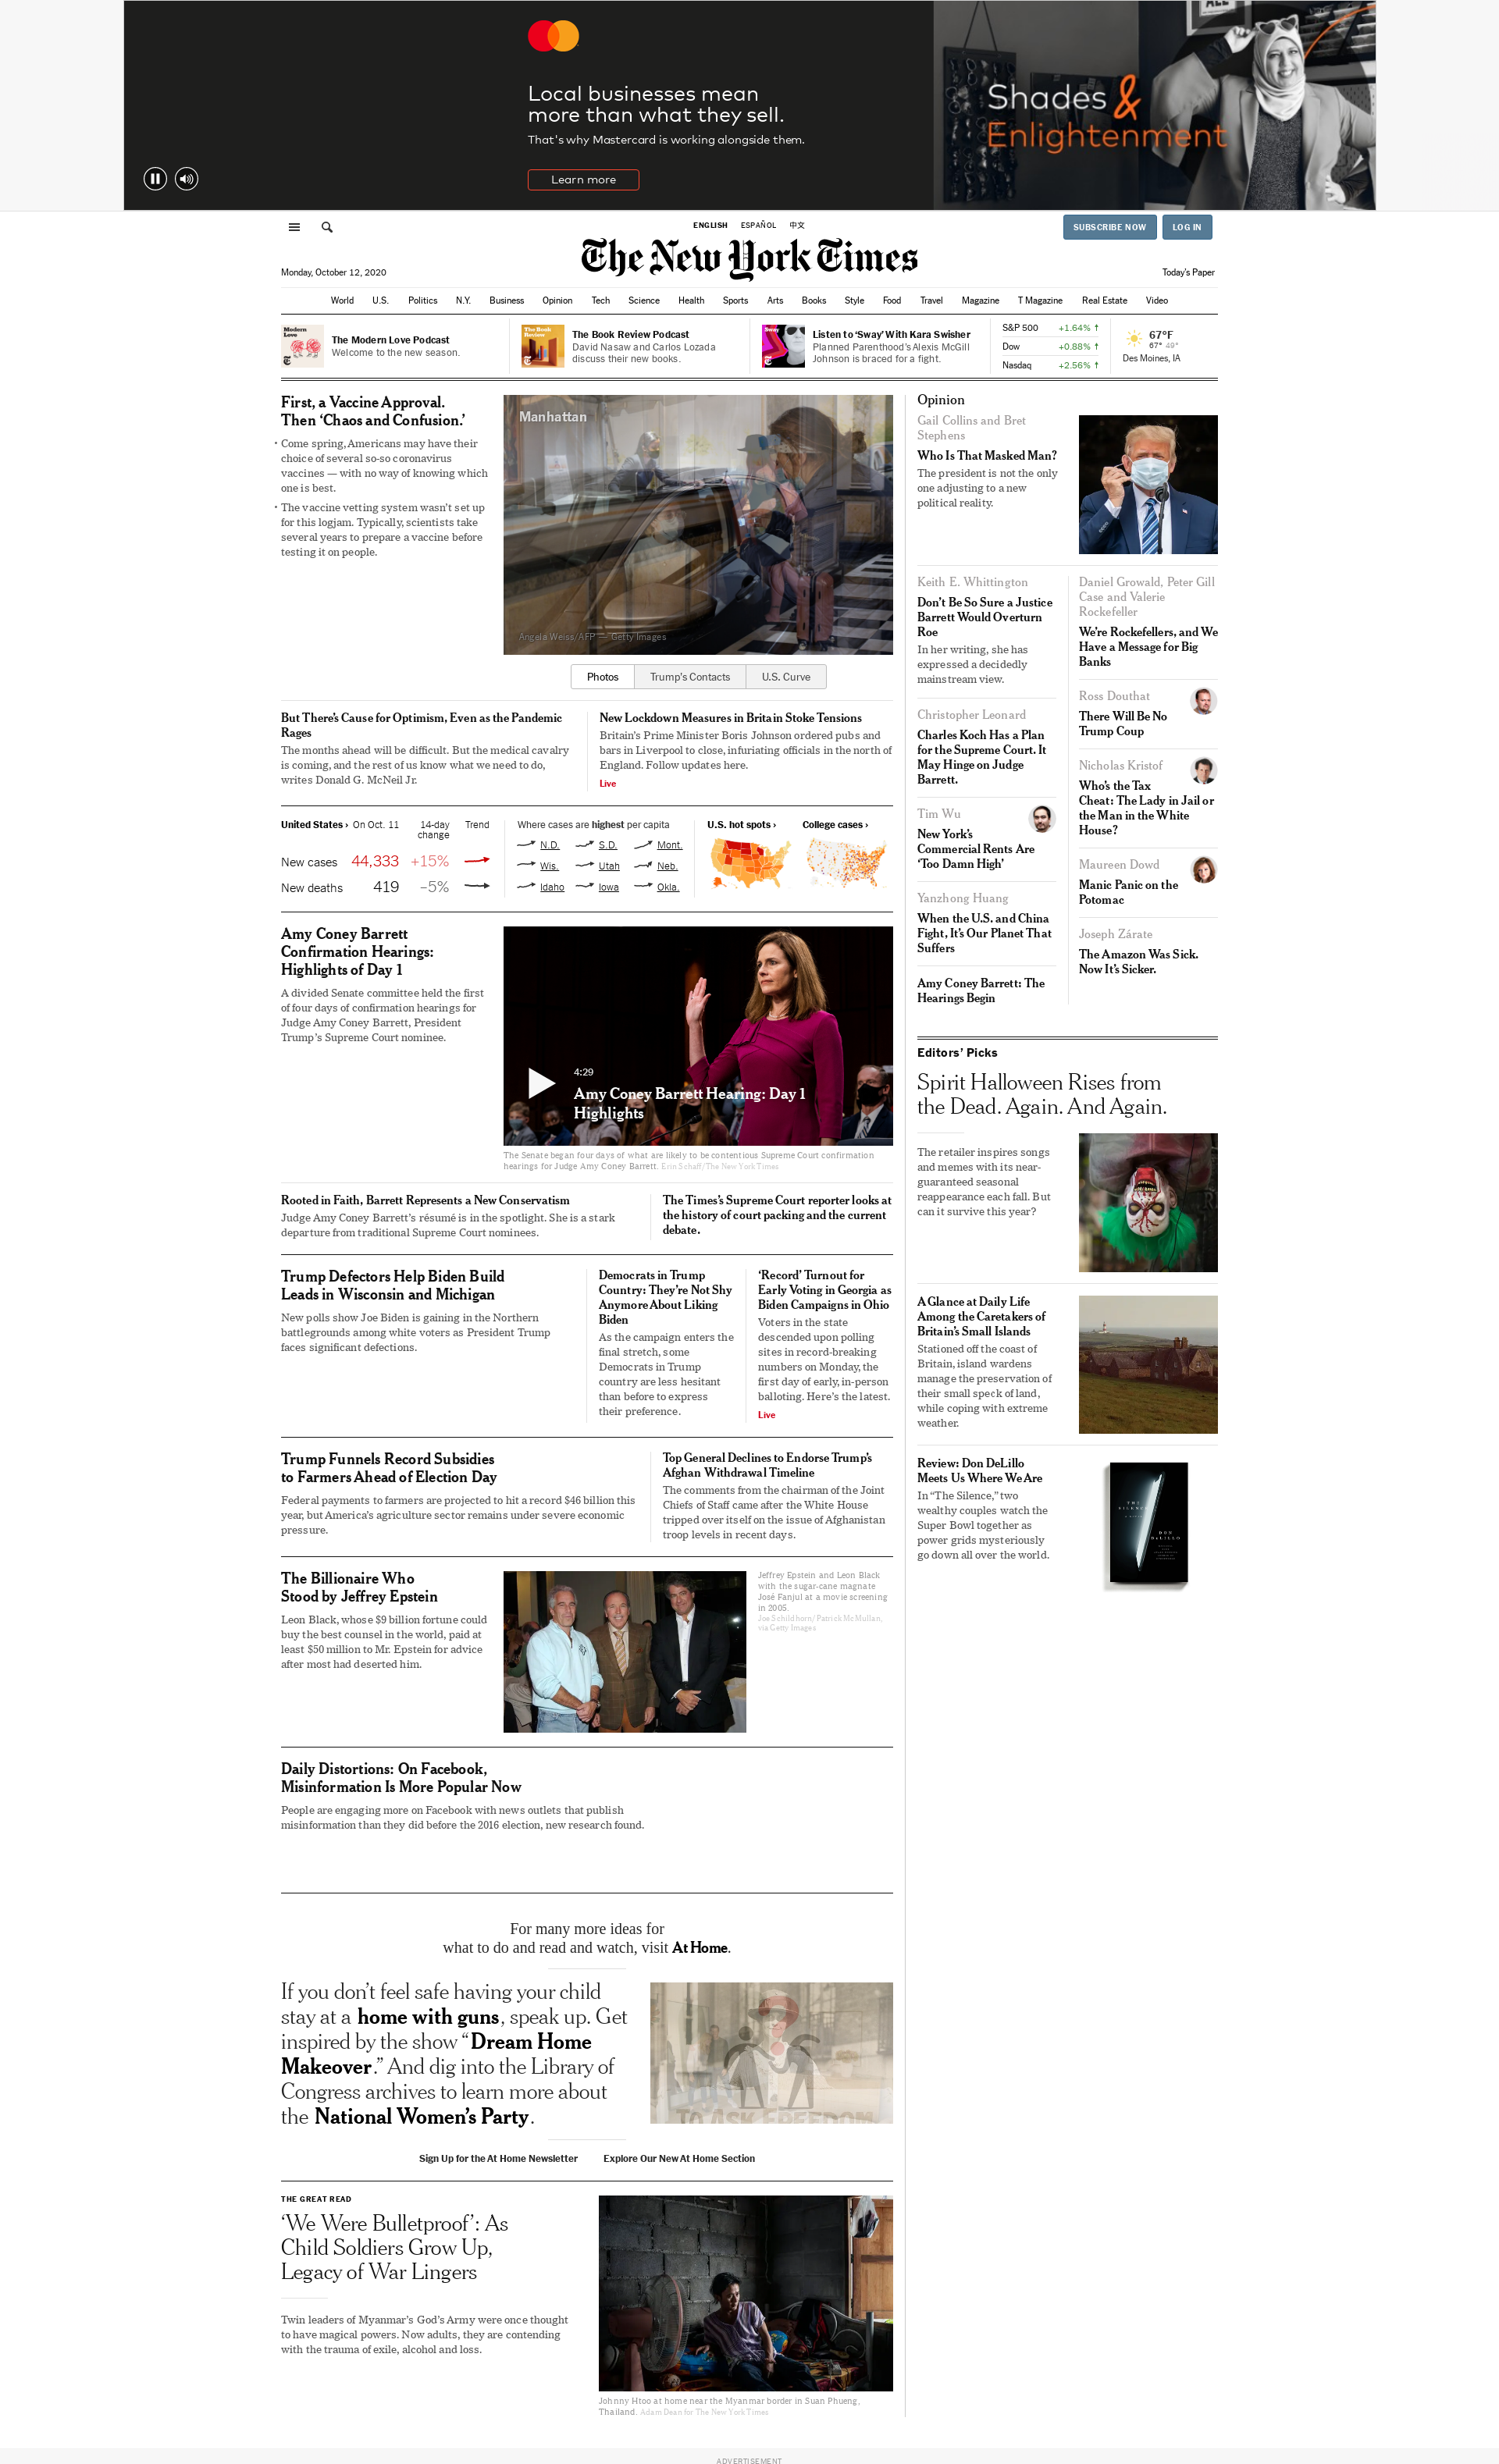 Local businesses mean
more than what they sell.
That's why Mastercard is working alongside them.
Learn more
Shades &
Enlightenment
ENGLISH ESPAÑOL 中文
SUBSCRIBE NOW LOG IN
The New York Times
Monday, October 12, 2020
Today's Paper
World U.S. Politics N.Y. Business Opinion Tech Science Health Sports Arts Books Style Food Travel Magazine T Magazine Real Estate Video
Modern
Love
The Modern Love Podcast
Welcome to the new season.
The Book
Review
The Book Review Podcast
David Nasaw and Carlos Lozada
discuss their new books.
Sway
Listen to ‘Sway’ With Kara Swisher
Planned Parenthood’s Alexis McGill
Johnson is braced for a fight.
S&P 500 +1.64% ↑
Dow +0.88% ↑
Nasdaq +2.56% ↑
67°F
67° 49°
Des Moines, IA
First, a Vaccine Approval.
Then ‘Chaos and Confusion.’
• Come spring, Americans may have their
choice of several so-so coronavirus
vaccines — with no way of knowing which
one is best.
• The vaccine vetting system wasn’t set up
for this logjam. Typically, scientists take
several years to prepare a vaccine before
testing it on people.
Manhattan
Angela Weiss/AFP — Getty Images
Photos Trump’s Contacts U.S. Curve
But There’s Cause for Optimism, Even as the Pandemic
Rages
The months ahead will be difficult. But the medical cavalry
is coming, and the rest of us know what we need to do,
writes Donald G. McNeil Jr.
New Lockdown Measures in Britain Stoke Tensions
Britain’s Prime Minister Boris Johnson ordered pubs and
bars in Liverpool to close, infuriating officials in the north of
England. Follow updates here.
Live
United States › On Oct. 11 14-day
change Trend
New cases 44,333 +15%
New deaths 419 –5%
Where cases are highest per capita
N.D. S.D. Mont.
Wis. Utah Neb.
Idaho Iowa Okla.
U.S. hot spots › College cases ›
Amy Coney Barrett
Confirmation Hearings:
Highlights of Day 1
A divided Senate committee held the first
of four days of confirmation hearings for
Judge Amy Coney Barrett, President
Trump’s Supreme Court nominee.
4:29
Amy Coney Barrett Hearing: Day 1
Highlights
The Senate began four days of what are likely to be contentious Supreme Court confirmation
hearings for Judge Amy Coney Barrett. Erin Schaff/The New York Times
Rooted in Faith, Barrett Represents a New Conservatism
Judge Amy Coney Barrett’s résumé is in the spotlight. She is a stark
departure from traditional Supreme Court nominees.
The Times’s Supreme Court reporter looks at
the history of court packing and the current
debate.
Trump Defectors Help Biden Build
Leads in Wisconsin and Michigan
New polls show Joe Biden is gaining in the Northern
battlegrounds among white voters as President Trump
faces significant defections.
Democrats in Trump
Country: They’re Not Shy
Anymore About Liking
Biden
As the campaign enters the
final stretch, some
Democrats in Trump
country are less hesitant
than before to express
their preference.
‘Record’ Turnout for
Early Voting in Georgia as
Biden Campaigns in Ohio
Voters in the state
descended upon polling
sites in record-breaking
numbers on Monday, the
first day of early, in-person
balloting. Here’s the latest.
Live
Trump Funnels Record Subsidies
to Farmers Ahead of Election Day
Federal payments to farmers are projected to hit a record $46 billion this
year, but America’s agriculture sector remains under severe economic
pressure.
Top General Declines to Endorse Trump’s
Afghan Withdrawal Timeline
The comments from the chairman of the Joint
Chiefs of Staff came after the White House
tripped over itself on the issue of Afghanistan
troop levels in recent days.
The Billionaire Who
Stood by Jeffrey Epstein
Leon Black, whose $9 billion fortune could
buy the best counsel in the world, paid at
least $50 million to Mr. Epstein for advice
after most had deserted him.
Jeffrey Epstein and Leon Black
with the sugar-cane magnate
José Fanjul at a movie screening
in 2005.
Joe Schildhorn/Patrick McMullan,
via Getty Images
Daily Distortions: On Facebook,
Misinformation Is More Popular Now
People are engaging more on Facebook with news outlets that publish
misinformation than they did before the 2016 election, new research found.
For many more ideas for
what to do and read and watch, visit At Home.
If you don’t feel safe having your child
stay at a home with guns, speak up. Get
inspired by the show “Dream Home
Makeover.” And dig into the Library of
Congress archives to learn more about
the National Women’s Party.
TO ASK FREEDOM
Sign Up for the At Home Newsletter Explore Our New At Home Section
THE GREAT READ
‘We Were Bulletproof’: As
Child Soldiers Grow Up,
Legacy of War Lingers
Twin leaders of Myanmar’s God’s Army were once thought
to have magical powers. Now adults, they are contending
with the trauma of exile, alcohol and loss.
Johnny Htoo at home near the Myanmar border in Suan Phueng,
Thailand. Adam Dean for The New York Times
Opinion
Gail Collins and Bret
Stephens
Who Is That Masked Man?
The president is not the only
one adjusting to a new
political reality.
Keith E. Whittington
Don’t Be So Sure a Justice
Barrett Would Overturn
Roe
In her writing, she has
expressed a decidedly
mainstream view.
Christopher Leonard
Charles Koch Has a Plan
for the Supreme Court. It
May Hinge on Judge
Barrett.
Tim Wu
New York’s
Commercial Rents Are
‘Too Damn High’
Yanzhong Huang
When the U.S. and China
Fight, It’s Our Planet That
Suffers
Amy Coney Barrett: The
Hearings Begin
Daniel Growald, Peter Gill
Case and Valerie
Rockefeller
We’re Rockefellers, and We
Have a Message for Big
Banks
Ross Douthat
There Will Be No
Trump Coup
Nicholas Kristof
Who’s the Tax
Cheat: The Lady in Jail or
the Man in the White
House?
Maureen Dowd
Manic Panic on the
Potomac
Joseph Zárate
The Amazon Was Sick.
Now It’s Sicker.
Editors’ Picks
Spirit Halloween Rises from
the Dead. Again. And Again.
The retailer inspires songs
and memes with its near-
guaranteed seasonal
reappearance each fall. But
can it survive this year?
A Glance at Daily Life
Among the Caretakers of
Britain’s Small Islands
Stationed off the coast of
Britain, island wardens
manage the preservation of
their small speck of land,
while coping with extreme
weather.
Review: Don DeLillo
Meets Us Where We Are
In “The Silence,” two
wealthy couples watch the
Super Bowl together as
power grids mysteriously
go down all over the world.
THE
SILENCE
DON
DELILLO
ADVERTISEMENT